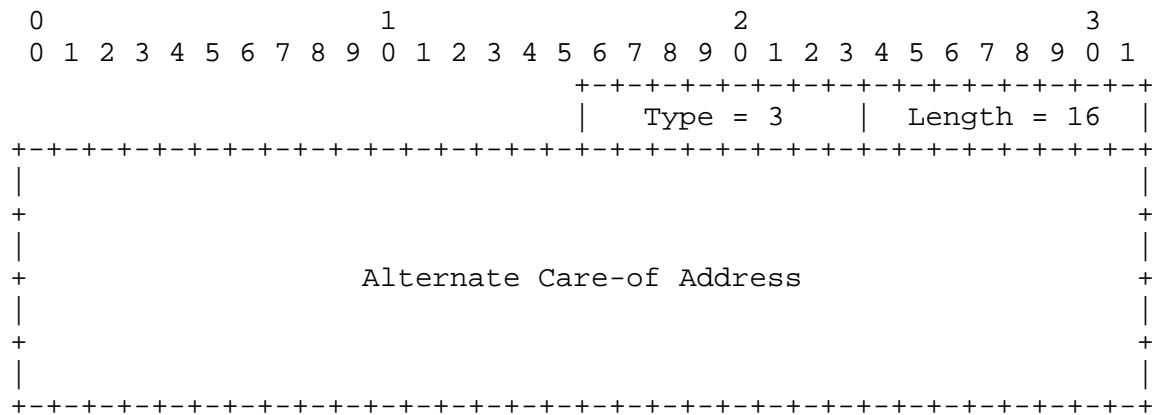 0                   1                   2                   3
 0 1 2 3 4 5 6 7 8 9 0 1 2 3 4 5 6 7 8 9 0 1 2 3 4 5 6 7 8 9 0 1
                                +-+-+-+-+-+-+-+-+-+-+-+-+-+-+-+-+
                                |   Type = 3    |  Length = 16  |
+-+-+-+-+-+-+-+-+-+-+-+-+-+-+-+-+-+-+-+-+-+-+-+-+-+-+-+-+-+-+-+-+
|                                                               |
+                                                               +
|                                                               |
+                   Alternate Care-of Address                   +
|                                                               |
+                                                               +
|                                                               |
+-+-+-+-+-+-+-+-+-+-+-+-+-+-+-+-+-+-+-+-+-+-+-+-+-+-+-+-+-+-+-+-+